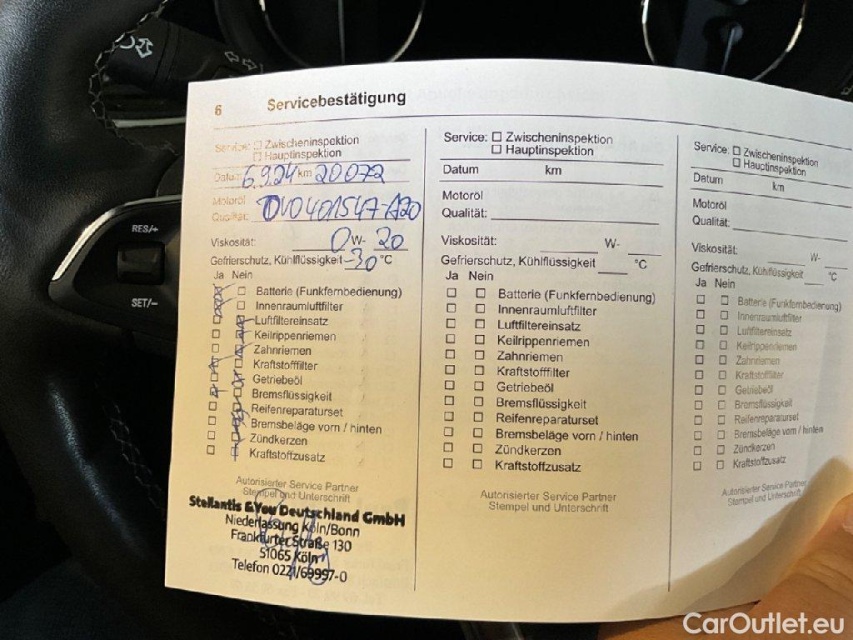 RES/+
SET/-
6 Servicebestätigung
Service: Zwischeninspektion
Hauptinspektion
Datum 6.9.24 km 20072
Motoröl
Qualität: OV0401547-A20
Viskosität: 0 W- 20
Gefrierschutz, Kühlflüssigkeit -30 °C
Ja Nein
Batterie (Funkfernbedienung)
Innenraumluftfilter
Luftfiltereinsatz
Keilrippenriemen
Zahnriemen
Kraftstofffilter
Getriebeöl
Bremsflüssigkeit
Reifenreparaturset
Bremsbeläge vorn / hinten
Zündkerzen
Kraftstoffzusatz
Autorisierter Service Partner
Stempel und Unterschrift
Stellantis &You Deutschland GmbH
Niederlassung Köln/Bonn
Frankfurter Straße 130
51065 Köln
Telefon 0221/69997-0
Service: Zwischeninspektion
Hauptinspektion
Datum km
Motoröl
Qualität:
Viskosität: W-
Gefrierschutz, Kühlflüssigkeit °C
Ja Nein
Batterie (Funkfernbedienung)
Innenraumluftfilter
Luftfiltereinsatz
Keilrippenriemen
Zahnriemen
Kraftstofffilter
Getriebeöl
Bremsflüssigkeit
Reifenreparaturset
Bremsbeläge vorn / hinten
Zündkerzen
Kraftstoffzusatz
Autorisierter Service Partner
Stempel und Unterschrift
Service: Zwischeninspektion
Hauptinspektion
Datum km
Motoröl
Qualität:
Viskosität: W-
Gefrierschutz, Kühlflüssigkeit °C
Ja Nein
Batterie (Funkfernbedienung)
Innenraumluftfilter
Luftfiltereinsatz
Keilrippenriemen
Zahnriemen
Kraftstofffilter
Getriebeöl
Bremsflüssigkeit
Reifenreparaturset
Bremsbeläge vorn / hinten
Zündkerzen
Kraftstoffzusatz
Autorisierter Service Partner
Stempel und Unterschrift
CarOutlet.eu